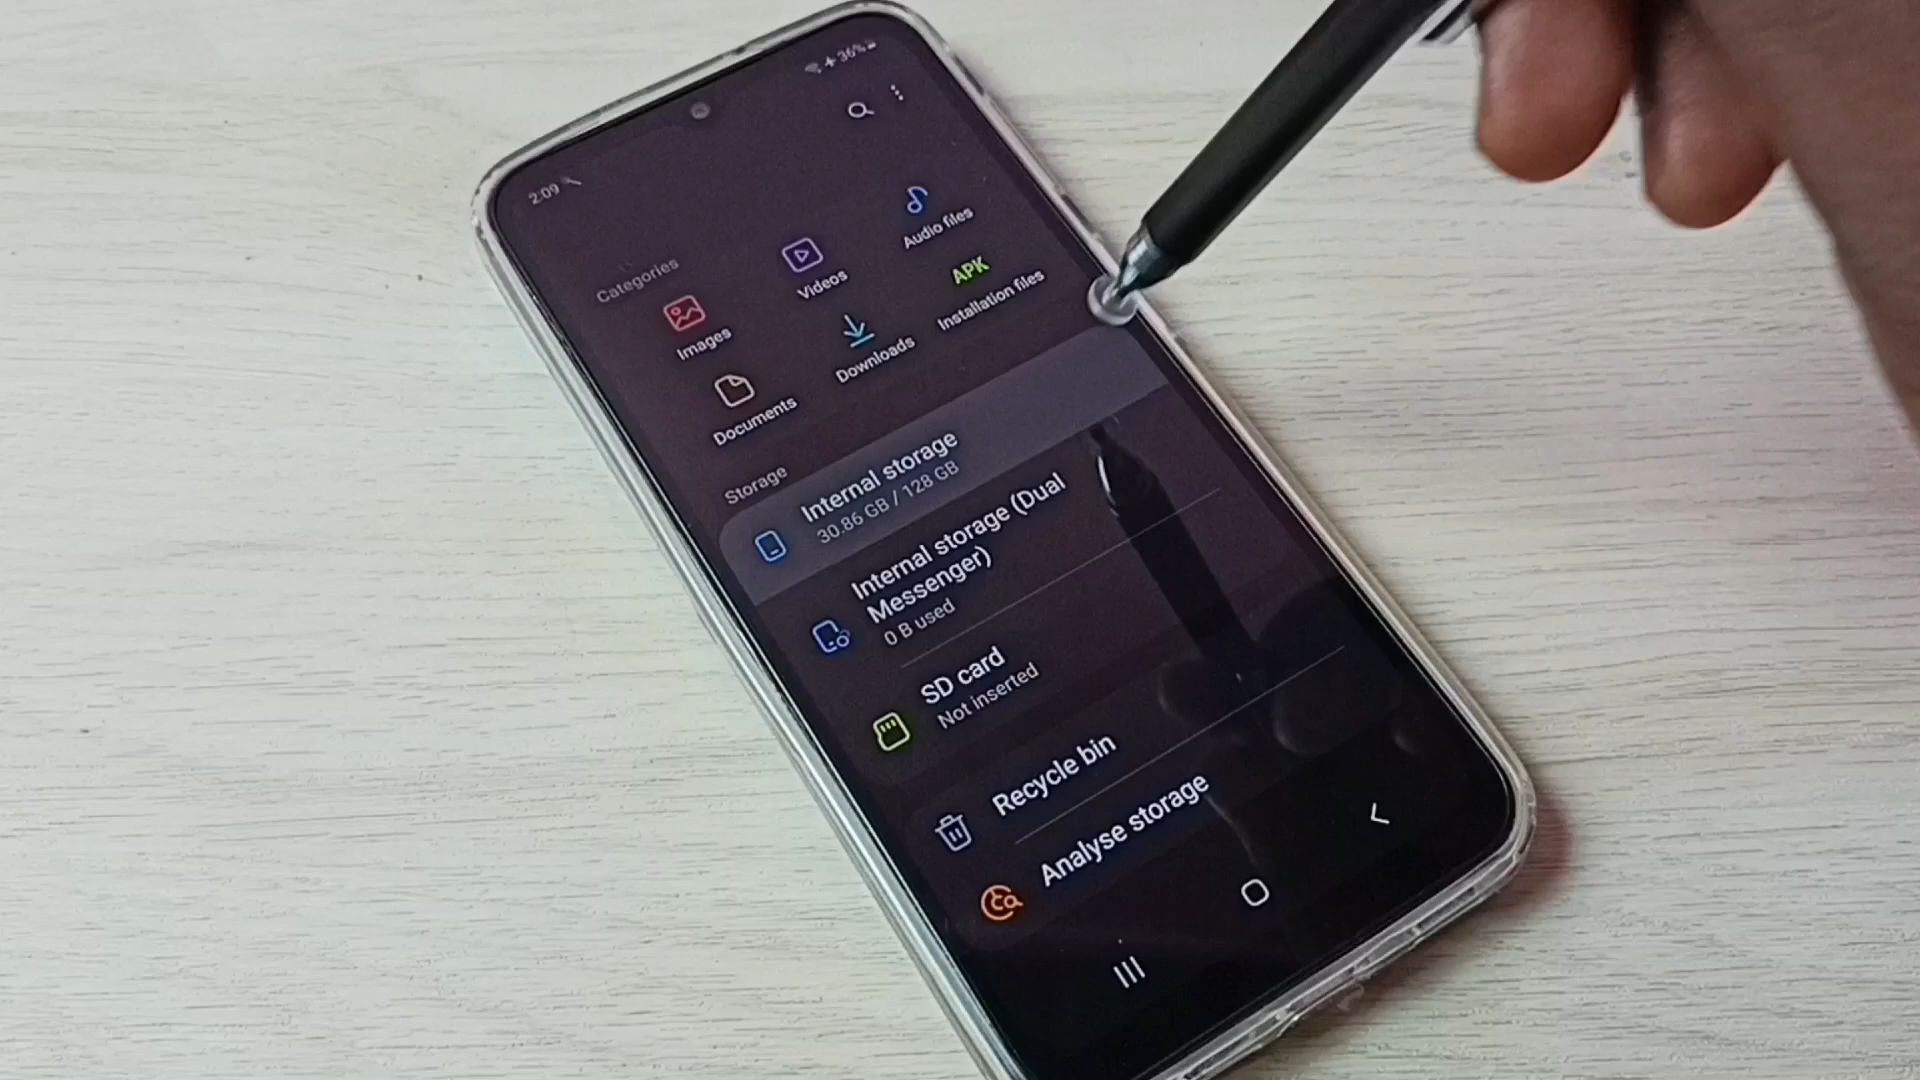 2:09
36%
Categories
Images
Videos
Audio files
Documents
Downloads
APK
Installation files
Storage
Internal storage
30.86 GB / 128 GB
Internal storage (Dual
Messenger)
0 B used
SD card
Not inserted
Recycle bin
Analyse storage